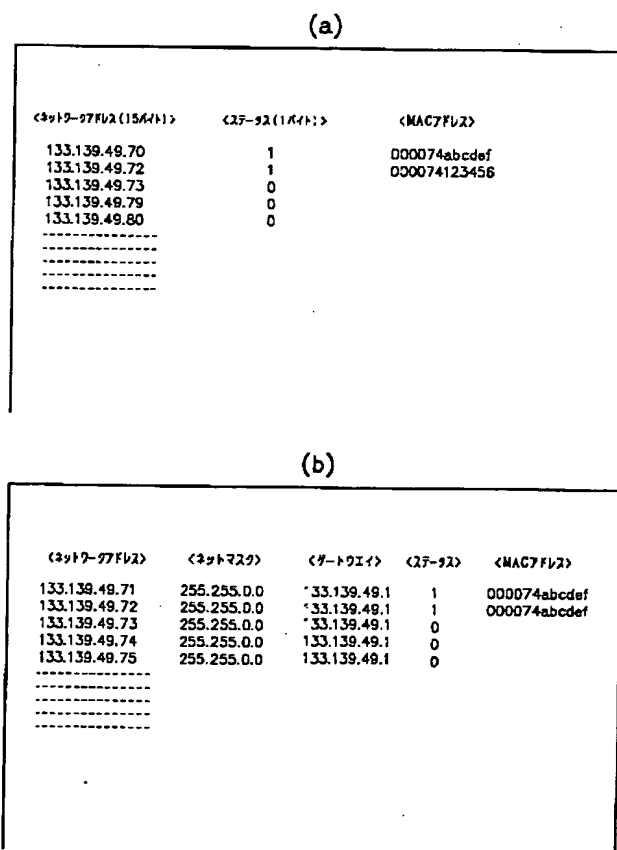 (a)
<ネットワークアドレス(15バイト)> <ステータス(1バイト)> <MACアドレス>
133.139.49.70 1 000074abcdef
133.139.49.72 1 000074123456
133.139.49.73 0
133.139.49.79 0
133.139.49.80 0
(b)
<ネットワークアドレス> <ネットマスク> <ゲートウエイ> <ステータス> <MACアドレス>
133.139.49.71 255.255.0.0 133.139.49.1 1 000074abcdef
133.139.49.72 255.255.0.0 133.139.49.1 1 000074abcdef
133.139.49.73 255.255.0.0 133.139.49.1 0
133.139.49.74 255.255.0.0 133.139.49.1 0
133.139.49.75 255.255.0.0 133.139.49.1 0